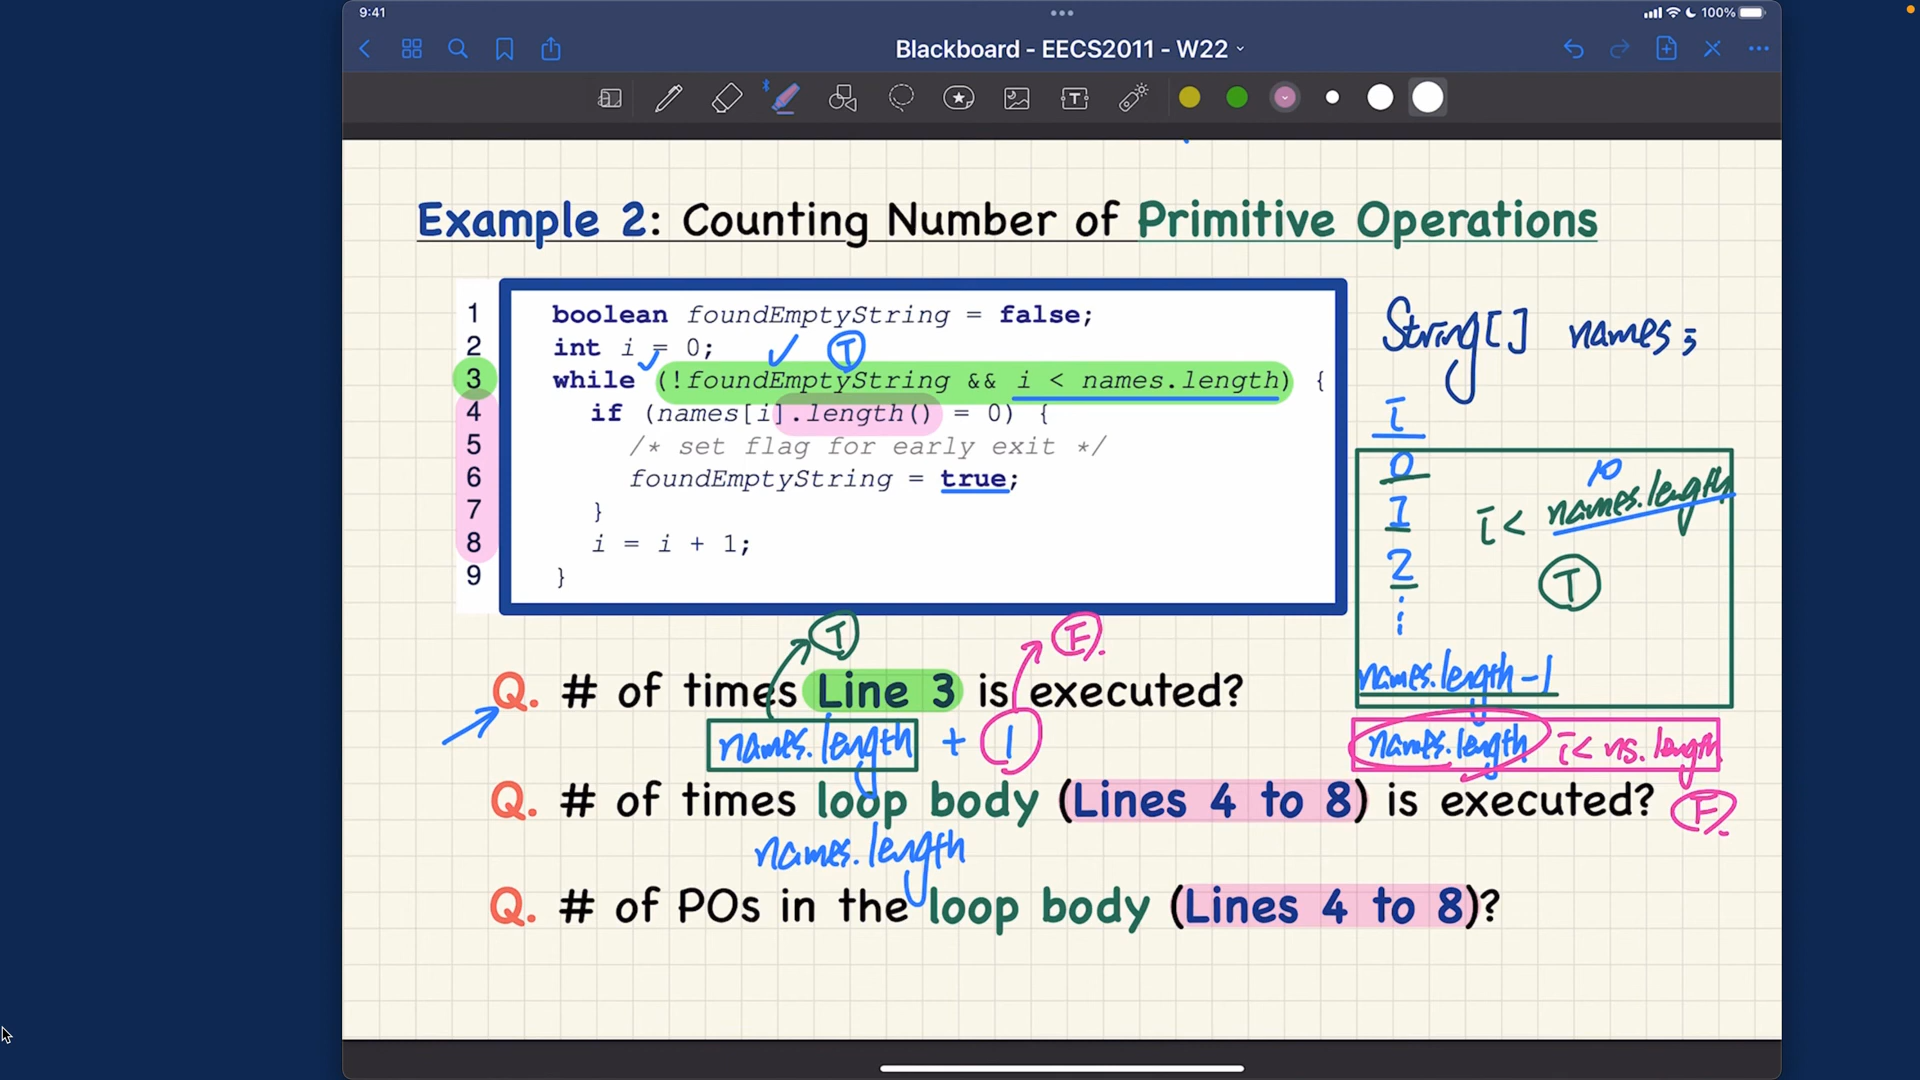 9:41
100%
Blackboard - EECS2011 - W22
Example 2: Counting Number of Primitive Operations
1 boolean foundEmptyString = false;
2 int i = 0;
T
3 while (!foundEmptyString && i < names.length) {
4 if (names[i].length() = 0) {
5 /* set flag for early exit */
6 foundEmptyString = true;
7 }
8 i = i + 1;
9 }
String[] names;
i
0
1
2
⋮
names.length-1
10
i < names.length
T
names.length i < ns.length
F
T
F
Q. # of times Line 3 is executed?
names.length + 1
Q. # of times loop body (Lines 4 to 8) is executed?
names.length
Q. # of POs in the loop body (Lines 4 to 8)?